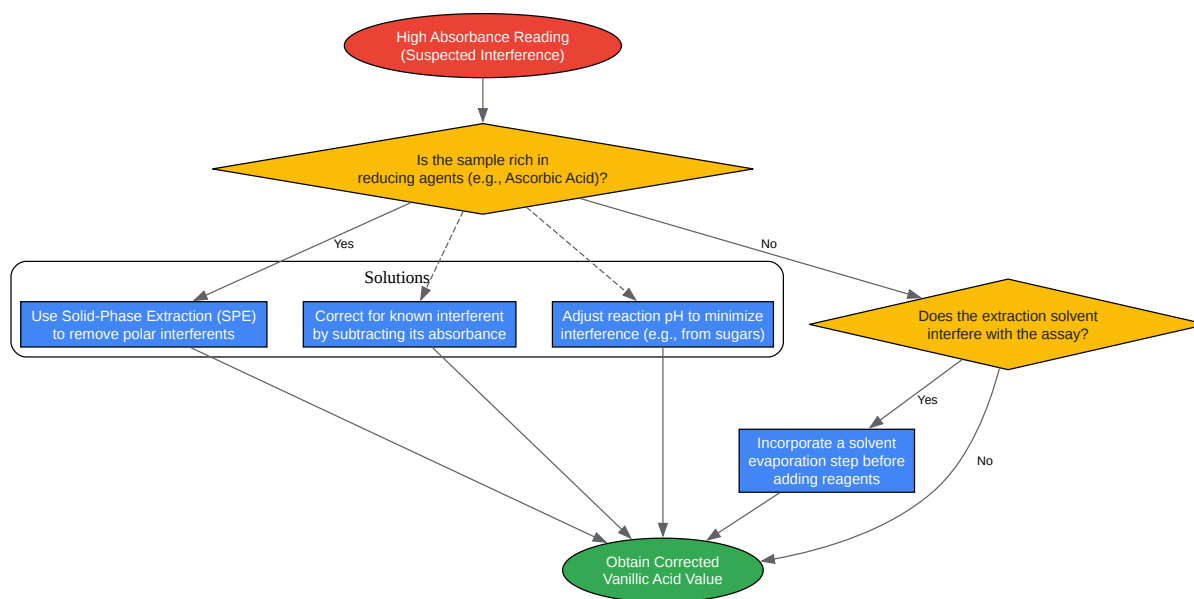 High Absorbance Reading
(Suspected Interference)
Is the sample rich in
reducing agents (e.g., Ascorbic Acid)?
Yes
No
Solutions
Use Solid-Phase Extraction (SPE)
to remove polar interferents
Correct for known interferent
by subtracting its absorbance
Adjust reaction pH to minimize
interference (e.g., from sugars)
Does the extraction solvent
interfere with the assay?
Yes
No
Incorporate a solvent
evaporation step before
adding reagents
Obtain Corrected
Vanillic Acid Value